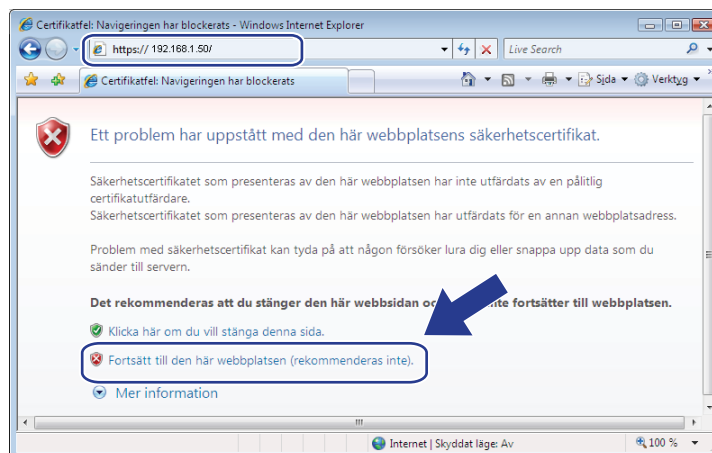 Certifikatfel: Navigeringen har blockerats - Windows Internet Explorer
https:// 192.168.1.50/
Live Search
Certifikatfel: Navigeringen har blockerats
Sida
Verktyg
Ett problem har uppstått med den här webbplatsens säkerhetscertifikat.
Säkerhetscertifikatet som presenteras av den här webbplatsen har inte utfärdats av en pålitlig
certifikatutfärdare.
Säkerhetscertifikatet som presenteras av den här webbplatsen har utfärdats för en annan webbplatsadress.
Problem med säkerhetscertifikat kan tyda på att någon försöker lura dig eller snappa upp data som du
sänder till servern.
Det rekommenderas att du stänger den här webbsidan oc nte fortsätter till webbplatsen.
Klicka här om du vill stänga denna sida.
Fortsätt till den här webbplatsen (rekommenderas inte).
Mer information
Internet | Skyddat läge: Av
100 %